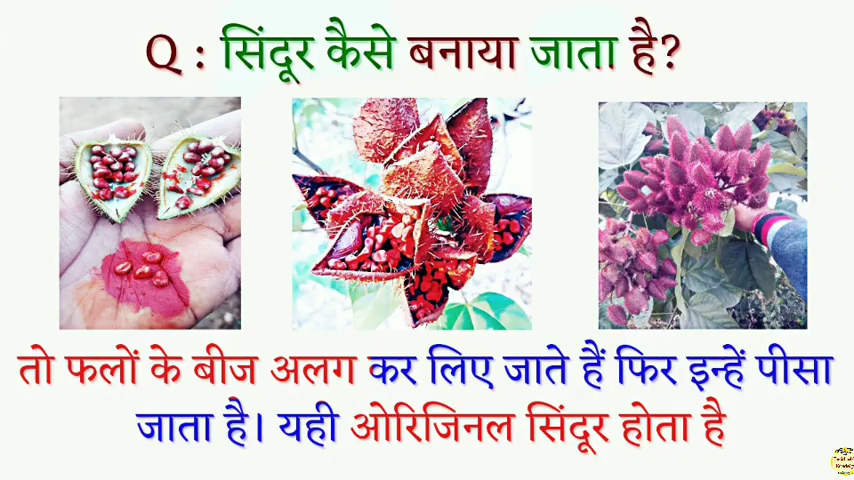 Q : सिंदूर कैसे बनाया जाता है?
तो फलों के बीज अलग कर लिए जाते हैं फिर इन्हें पीसा
जाता है। यही ओरिजिनल सिंदूर होता है